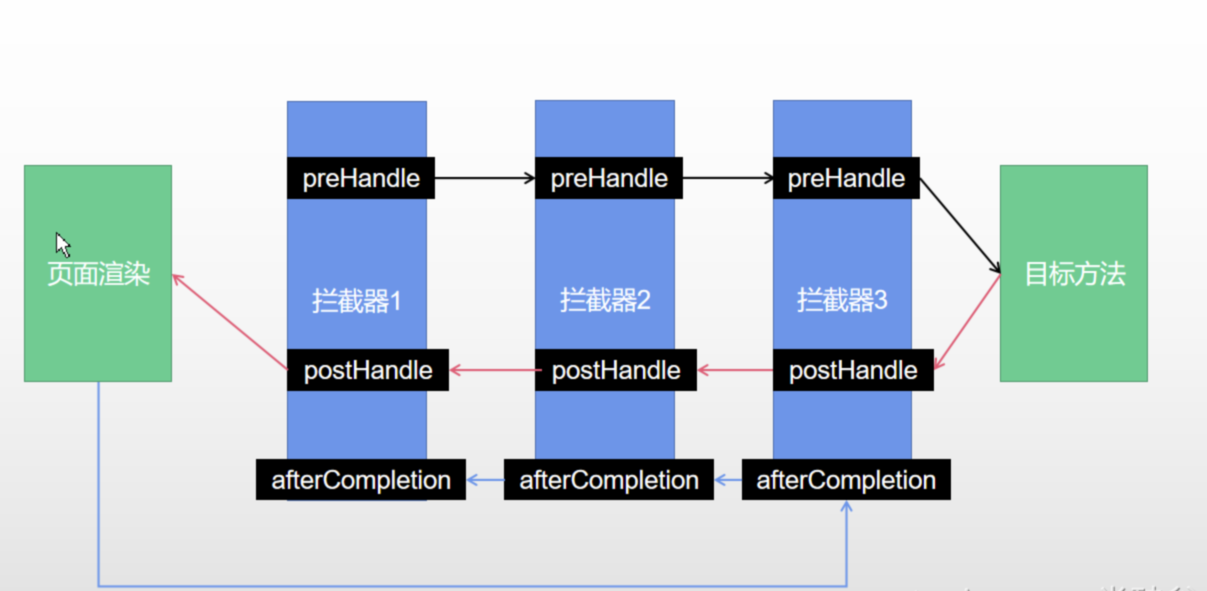 preHandle
preHandle
preHandle
页面渲染
目标方法
拦截器1
拦截器2
拦截器3
postHandle
postHandle
postHandle
afterCompletion
afterCompletion
afterCompletion